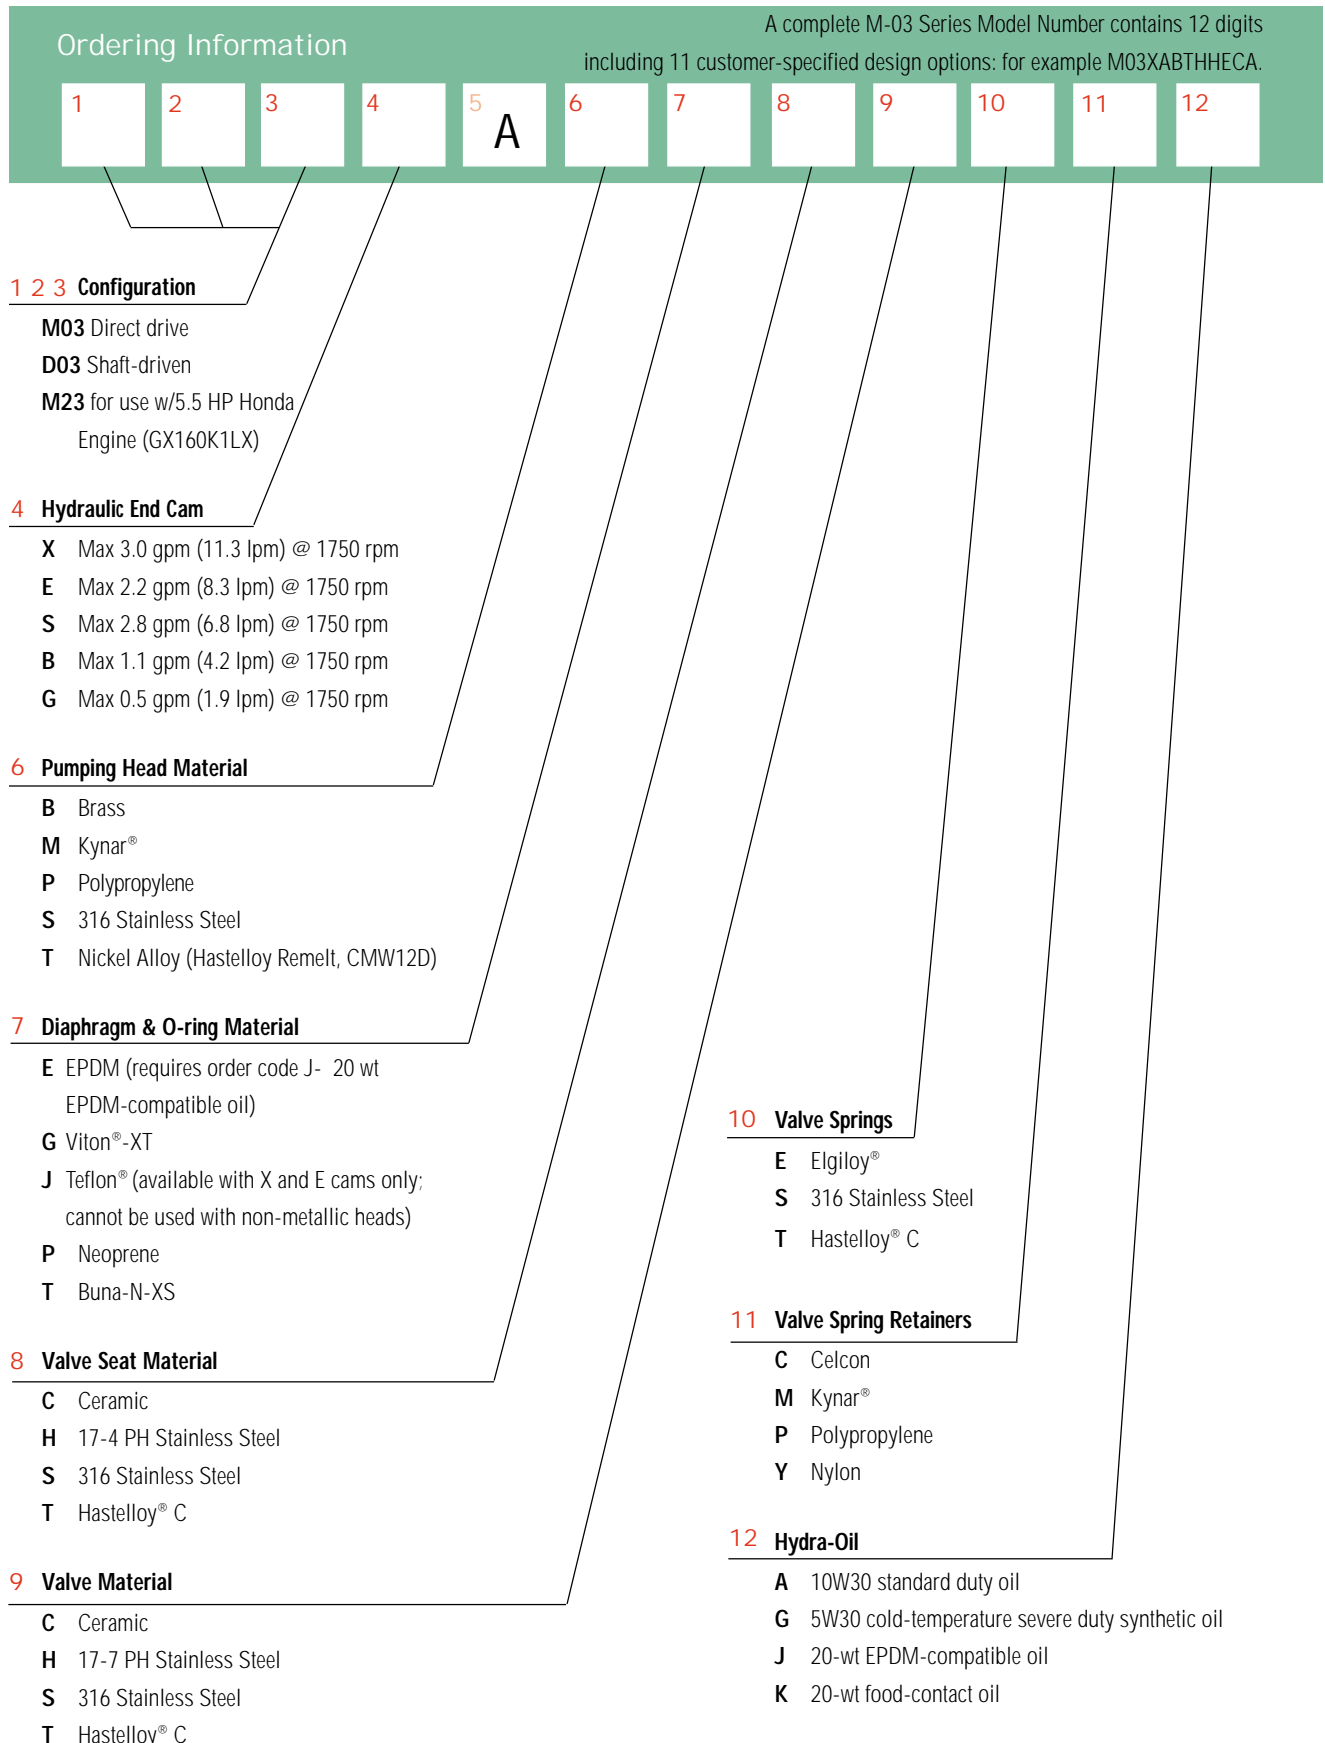 Ordering Information
A complete M-03 Series Model Number contains 12 digits
including 11 customer-specified design options: for example M03XABTHHECA.
1 2 3 4 5 6 7 8 9 10 11 12
A
1 2 3 Configuration
M03 Direct drive
D03 Shaft-driven
M23 for use w/5.5 HP Honda
Engine (GX160K1LX)
4 Hydraulic End Cam
X Max 3.0 gpm (11.3 lpm) @ 1750 rpm
E Max 2.2 gpm (8.3 lpm) @ 1750 rpm
S Max 2.8 gpm (6.8 lpm) @ 1750 rpm
B Max 1.1 gpm (4.2 lpm) @ 1750 rpm
G Max 0.5 gpm (1.9 lpm) @ 1750 rpm
6 Pumping Head Material
B Brass
M Kynar®
P Polypropylene
S 316 Stainless Steel
T Nickel Alloy (Hastelloy Remelt, CMW12D)
7 Diaphragm & O-ring Material
E EPDM (requires order code J- 20 wt
EPDM-compatible oil)
G Viton®-XT
J Teflon® (available with X and E cams only;
cannot be used with non-metallic heads)
P Neoprene
T Buna-N-XS
8 Valve Seat Material
C Ceramic
H 17-4 PH Stainless Steel
S 316 Stainless Steel
T Hastelloy® C
9 Valve Material
C Ceramic
H 17-7 PH Stainless Steel
S 316 Stainless Steel
T Hastelloy® C
10 Valve Springs
E Elgiloy®
S 316 Stainless Steel
T Hastelloy® C
11 Valve Spring Retainers
C Celcon
M Kynar®
P Polypropylene
Y Nylon
12 Hydra-Oil
A 10W30 standard duty oil
G 5W30 cold-temperature severe duty synthetic oil
J 20-wt EPDM-compatible oil
K 20-wt food-contact oil